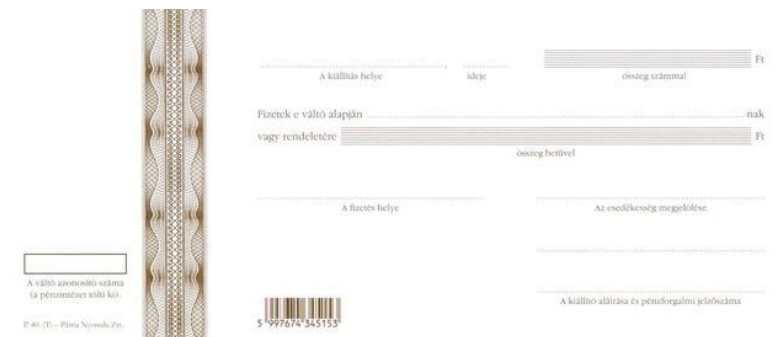 Ft
A kiállítás helye ideje összeg számmal
Fizetek e váltó alapján -nak
vagy rendeletére Ft
összeg betűvel
A fizetés helye Az esedékesség megjelölése
A váltó azonosító száma
(a pénzintézet tölti ki).
A kiállító aláírása és pénzforgalmi jelzőszáma
P. 40. (T) – Pátria Nyomda Zrt.
5 997674 345153